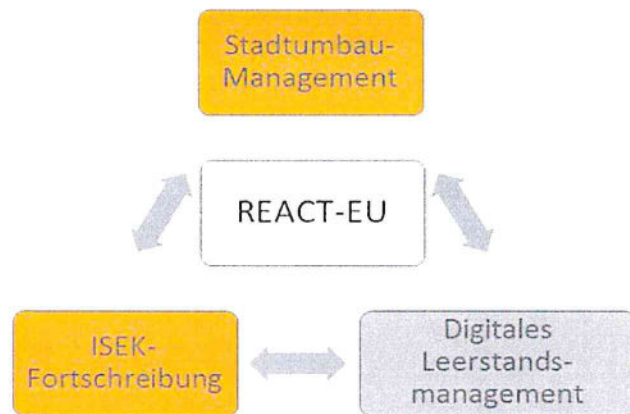 Stadtumbau-
Management
REACT-EU
ISEK-
Fortschreibung
Digitales
Leerstands-
management